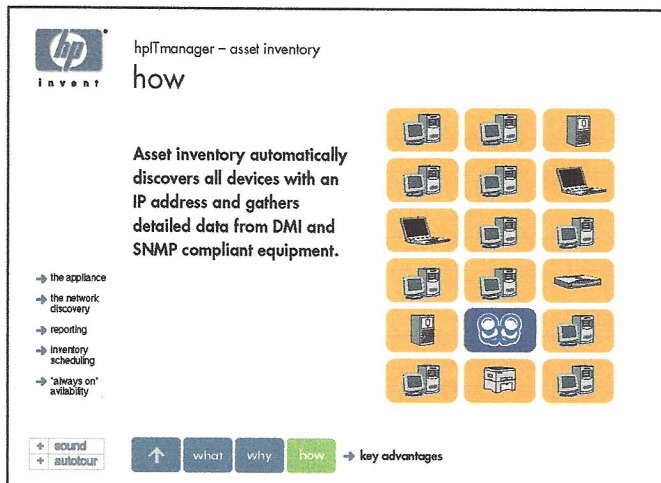 hp
invent
hpITmanager – asset inventory
how
Asset inventory automatically
discovers all devices with an
IP address and gathers
detailed data from DMI and
SNMP compliant equipment.
the appliance
the network
discovery
reporting
inventory
scheduling
'always on'
avilability
+ sound
+ autotour
what
why
how
key advantages